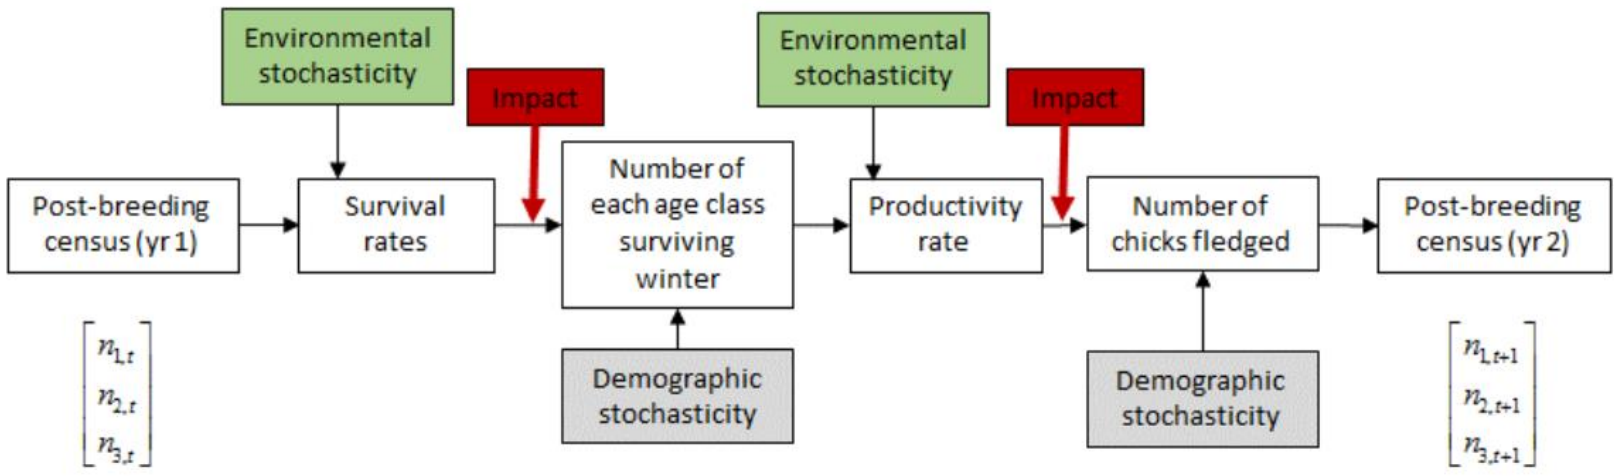 Environmental
stochasticity
Impact
Environmental
stochasticity
Impact
Post-breeding
census (yr 1)
Survival
rates
Number of
each age class
surviving
winter
Productivity
rate
Number of
chicks fledged
Post-breeding
census (yr 2)
Demographic
stochasticity
Demographic
stochasticity
n1,t
n2,t
n3,t
n1,t+1
n2,t+1
n3,t+1